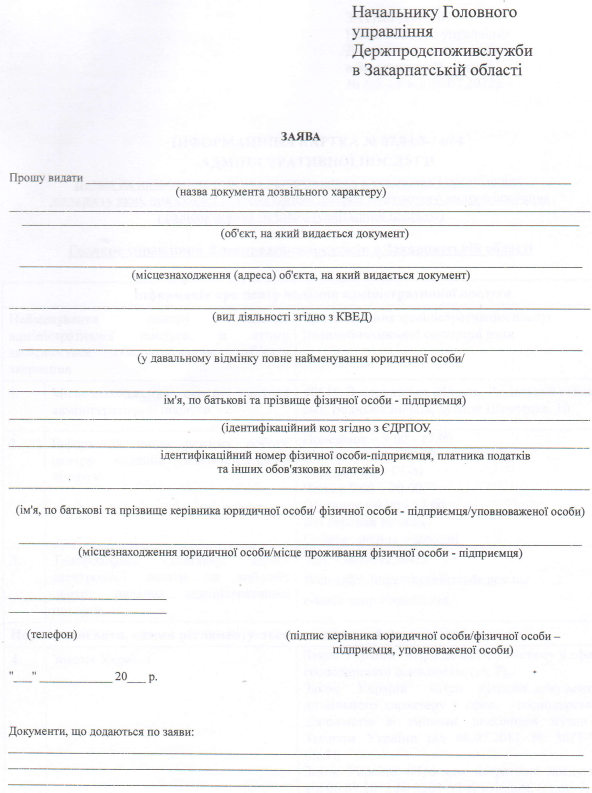 Начальнику Головного
управління
Держпродспоживслужби
в Закарпатській області
ЗАЯВА
Прошу видати
(назва документа дозвільного характеру)
(об'єкт, на який видається документ)
(місцезнаходження (адреса) об'єкта, на який видається документ)
(вид діяльності згідно з КВЕД)
(у давальному відмінку повне найменування юридичної особи/
ім'я, по батькові та прізвище фізичної особи - підприємця)
(ідентифікаційний код згідно з ЄДРПОУ,
ідентифікаційний номер фізичної особи-підприємця, платника податків
та інших обов'язкових платежів)
(ім'я, по батькові та прізвище керівника юридичної особи/ фізичної особи - підприємця/уповноваженої особи)
(місцезнаходження юридичної особи/місце проживання фізичної особи - підприємця)
(телефон) (підпис керівника юридичної особи/фізичної особи –
підприємця, уповноваженої особи)
"___" ____________ 20___ р.
Документи, що додаються по заяви: